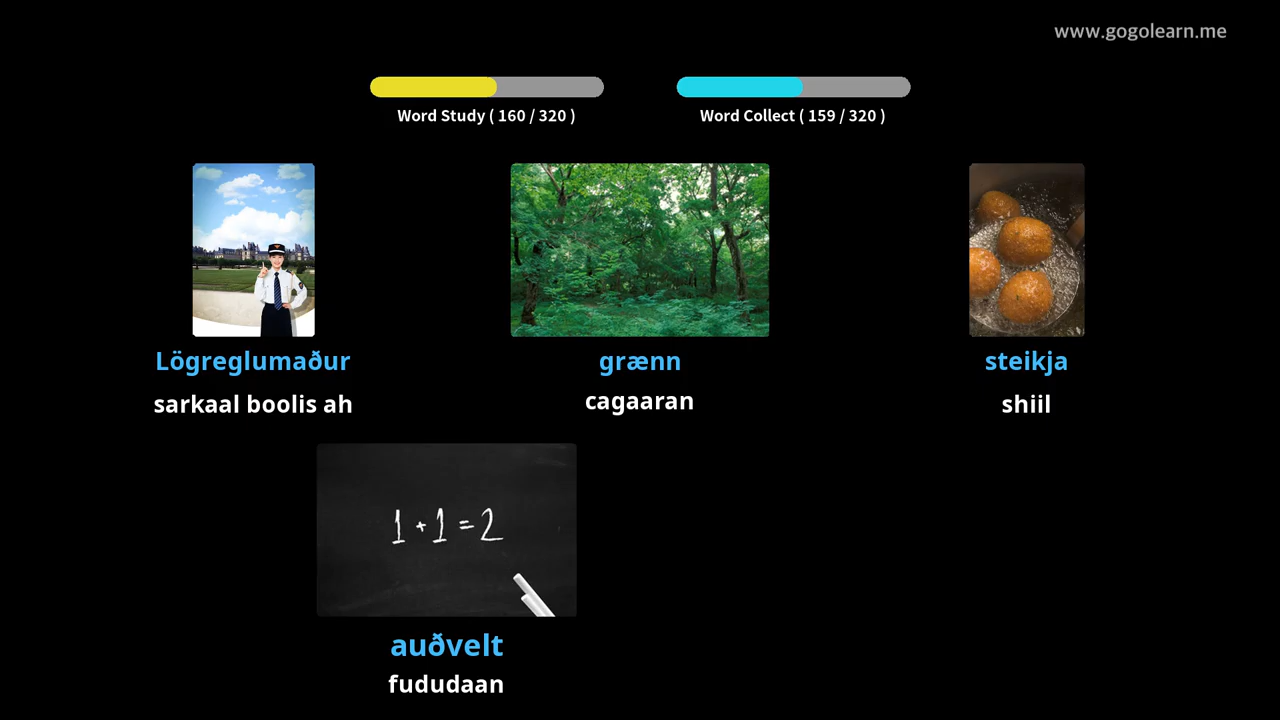 www.gogolearn.me
Word Study ( 160 / 320 )
Word Collect ( 159 / 320 )
Lögreglumaður
sarkaal boolis ah
grænn
cagaaran
steikja
shiil
1 + 1 = 2
auðvelt
fududaan